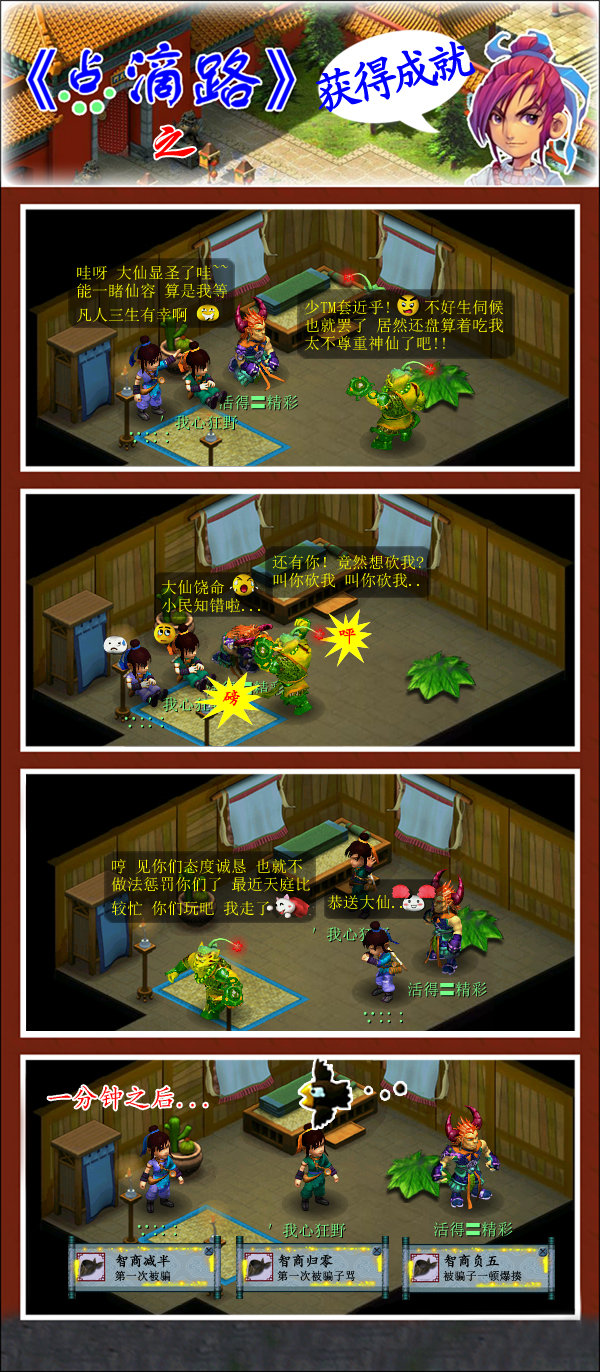 《点滴路》
之
获得成就
哇呀 大仙显圣了哇~~
能一睹仙容 算是我等
凡人三生有幸啊
少TM套近乎! 不好生伺候
也就罢了 居然还盘算着吃我
太不尊重神仙了吧!!
活得〓精彩
'我心狂野
∵∷∷
还有你! 竟然想砍我?
叫你砍我 叫你砍我..
大仙饶命
小民知错啦...
呯
磅
精彩
'我心狂
∵∷∷
哼 见你们态度诚恳 也就不
做法惩罚你们了 最近天庭比
较忙 你们玩吧 我走了
恭送大仙..
'我心狂
活得〓精彩
∵∷∷
一分钟之后...
∵∷∷
'我心狂野
活得〓精彩
智商减半
第一次被骗
智商归零
第一次被骗子骂
智商负五
被骗子一顿爆揍